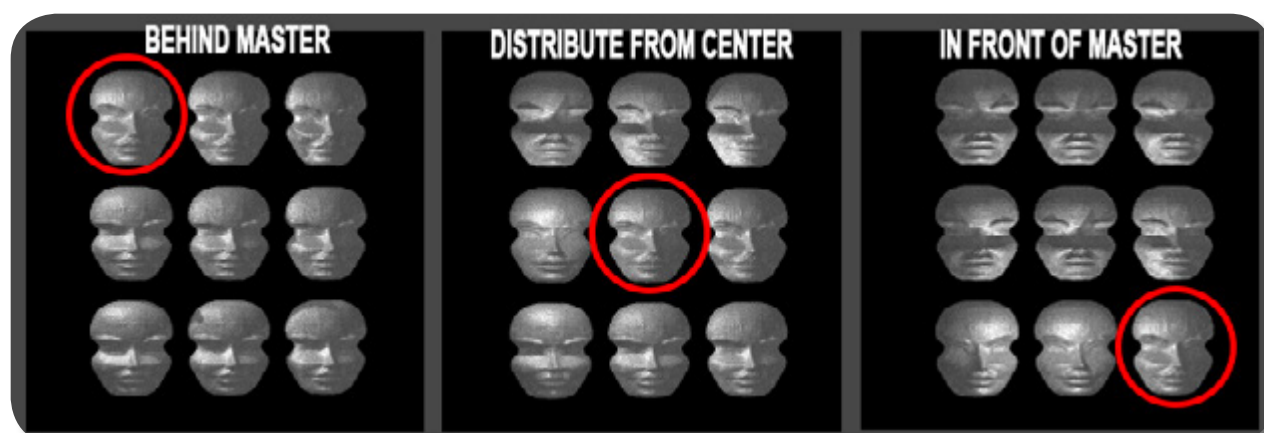 BEHIND MASTER
DISTRIBUTE FROM CENTER
IN FRONT OF MASTER